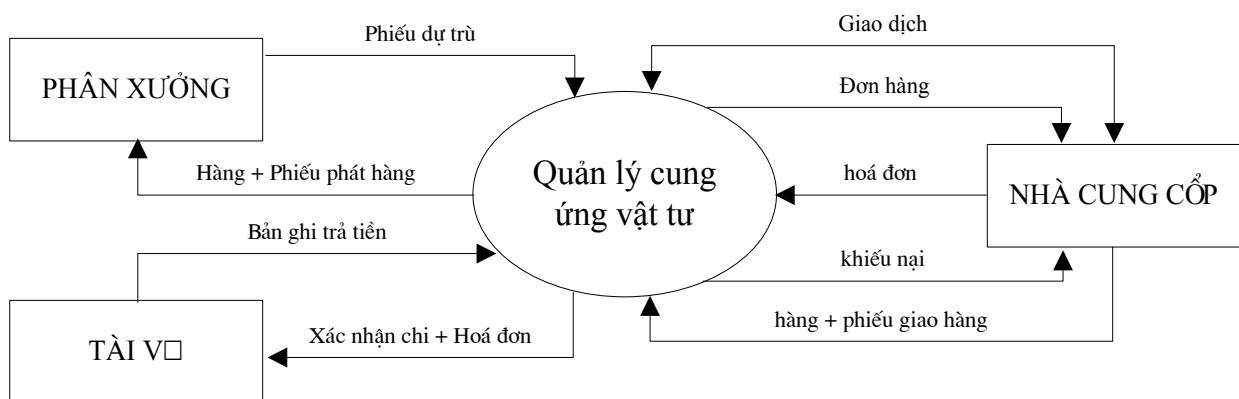 Phiếu dự trù
Giao dịch
PHÂN XƯỞNG
Đơn hàng
Hàng + Phiếu phát hàng
Quản lý cung
ứng vật tư
hoá đơn
NHÀ CUNG CỔP
Bản ghi trả tiền
khiếu nại
hàng + phiếu giao hàng
Xác nhận chi + Hoá đơn
TÀI V□